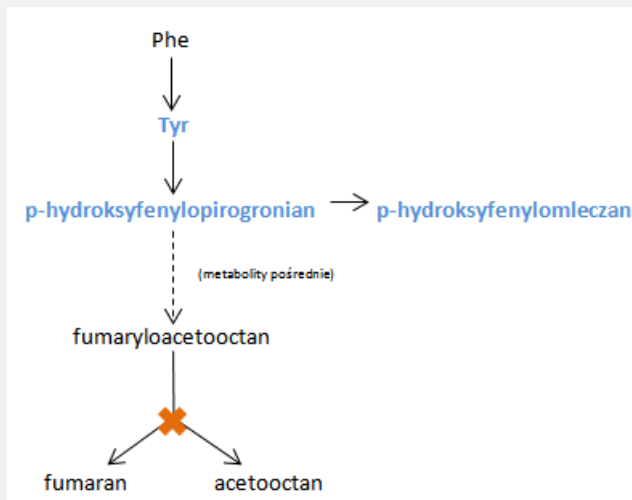 Phe
Tyr
p-hydroksyfenylopirogronian
p-hydroksyfenylomleczan
(metabolity pośrednie)
fumaryloacetooctan
fumaran
acetooctan